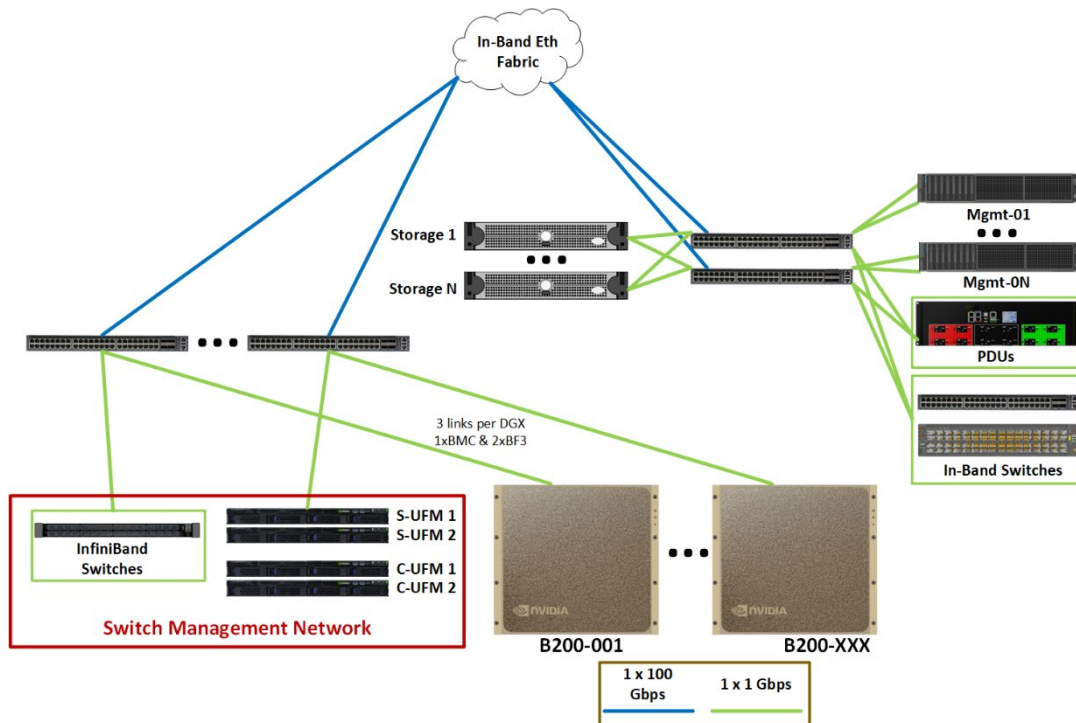 In-Band Eth
Fabric
Storage 1
Storage N
Mgmt-01
Mgmt-0N
PDUs
In-Band Switches
3 links per DGX
1xBMC & 2xBF3
InfiniBand
Switches
S-UFM 1
S-UFM 2
C-UFM 1
C-UFM 2
Switch Management Network
NVIDIA
NVIDIA
B200-001
B200-XXX
1 x 100
Gbps
1 x 1 Gbps